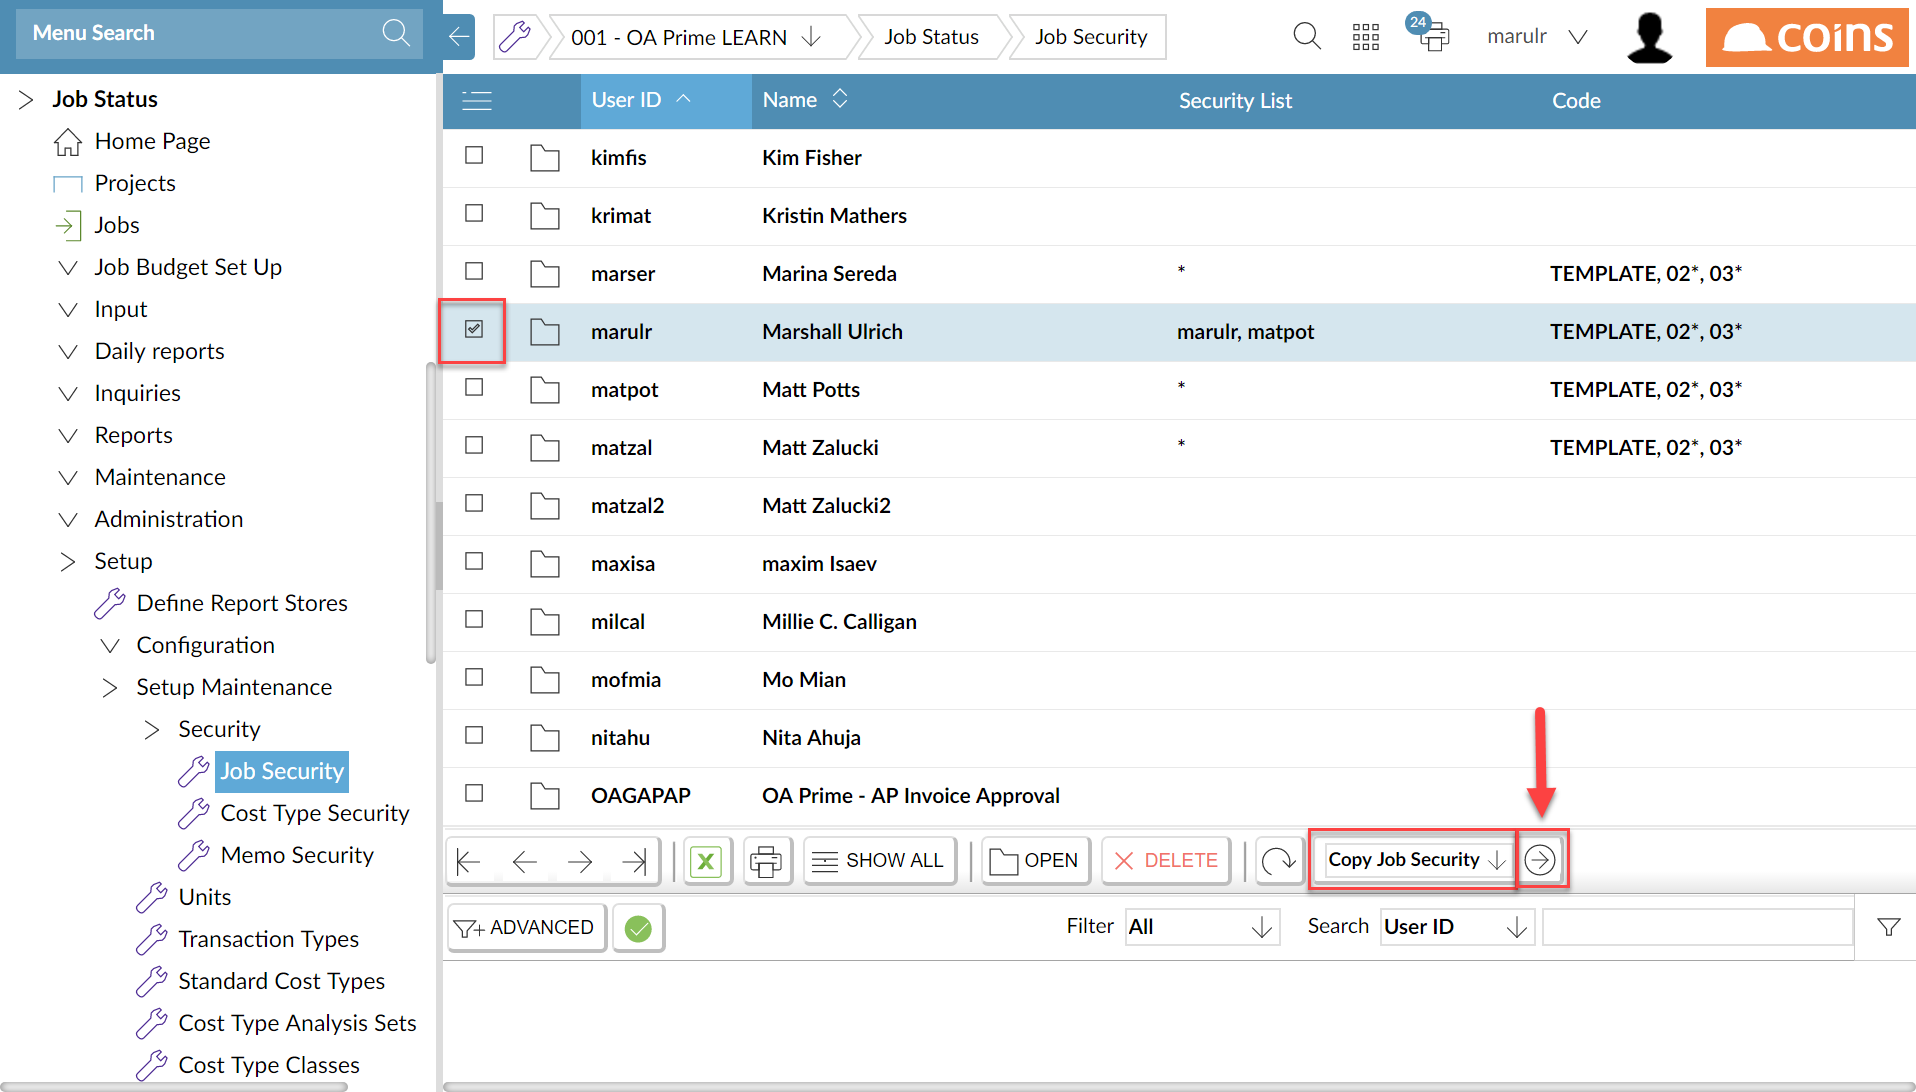 Menu Search
001 - OA Prime LEARN
Job Status
Job Security
24
marulr
coins
Job Status
Home Page
Projects
Jobs
Job Budget Set Up
Input
Daily reports
Inquiries
Reports
Maintenance
Administration
Setup
Define Report Stores
Configuration
Setup Maintenance
Security
Job Security
Cost Type Security
Memo Security
Units
Transaction Types
Standard Cost Types
Cost Type Analysis Sets
Cost Type Classes
User ID Name Security List Code
kimfis Kim Fisher
krimat Kristin Mathers
marser Marina Sereda * TEMPLATE, 02*, 03*
marulr Marshall Ulrich marulr, matpot TEMPLATE, 02*, 03*
matpot Matt Potts * TEMPLATE, 02*, 03*
matzal Matt Zalucki * TEMPLATE, 02*, 03*
matzal2 Matt Zalucki2
maxisa maxim Isaev
milcal Millie C. Calligan
mofmia Mo Mian
nitahu Nita Ahuja
OAGAPAP OA Prime - AP Invoice Approval
X SHOW ALL OPEN DELETE Copy Job Security
ADVANCED Filter All Search User ID